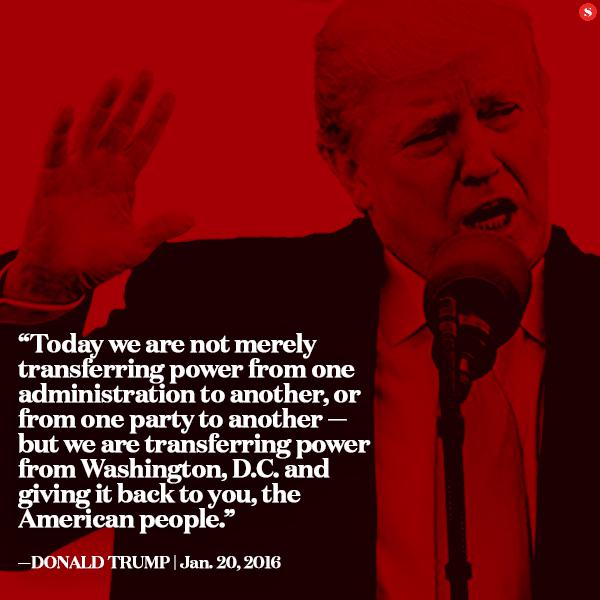 S
“Today we are not merely
transferring power from one
administration to another, or
from one party to another —
but we are transferring power
from Washington, D.C. and
giving it back to you, the
American people.”
—DONALD TRUMP | Jan. 20, 2016